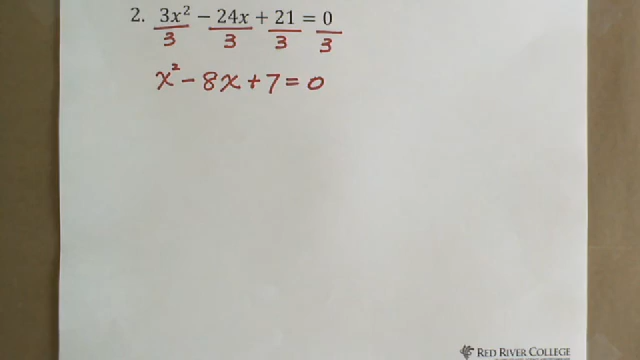 2. 3x² − 24x + 21 = 0
3 3 3 3
x² − 8x + 7 = 0
RED RIVER COLLEGE